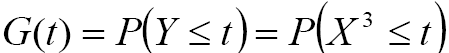 G(t) = P(Y ≤ t) = P(X³ ≤ t)